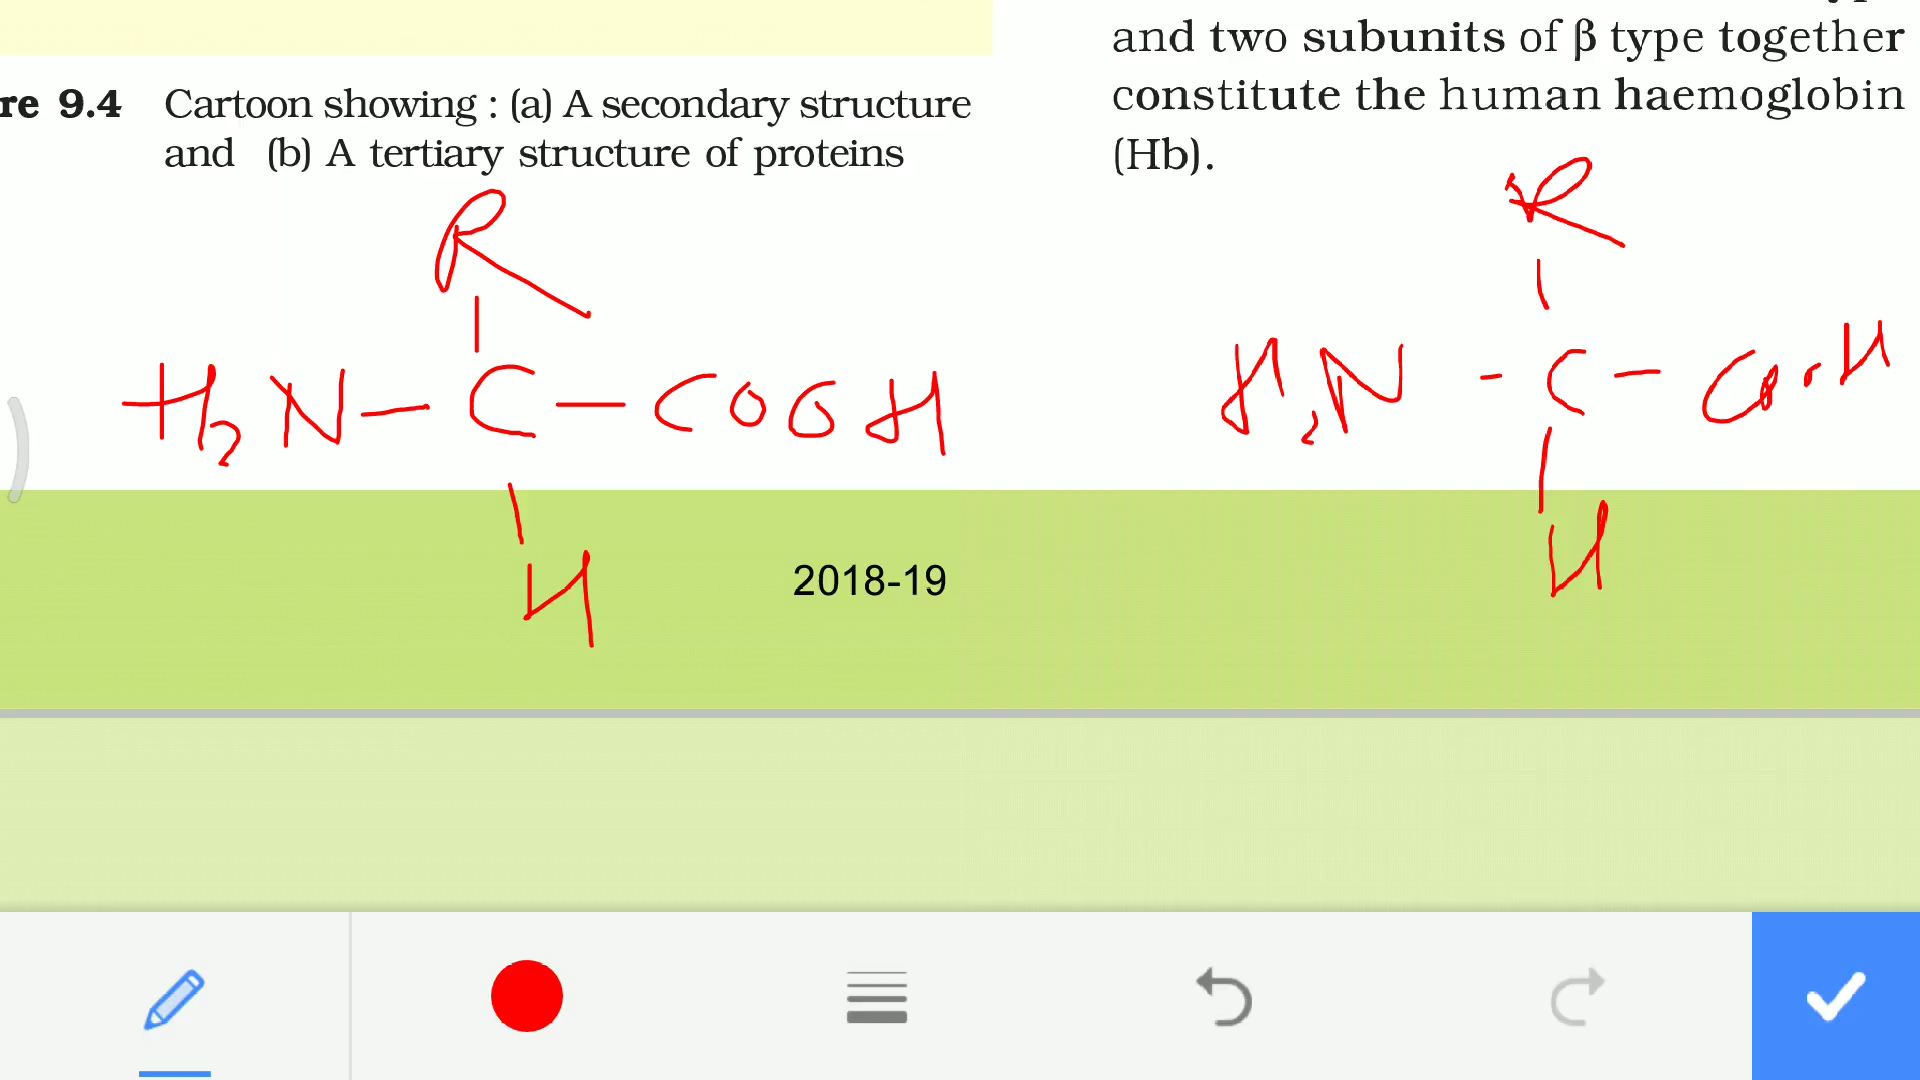 re 9.4 Cartoon showing : (a) A secondary structure
and (b) A tertiary structure of proteins
and two subunits of β type together
constitute the human haemoglobin
(Hb).
R
H₂N-C-COOH
H
R
H₂N-C-COOH
H
2018-19